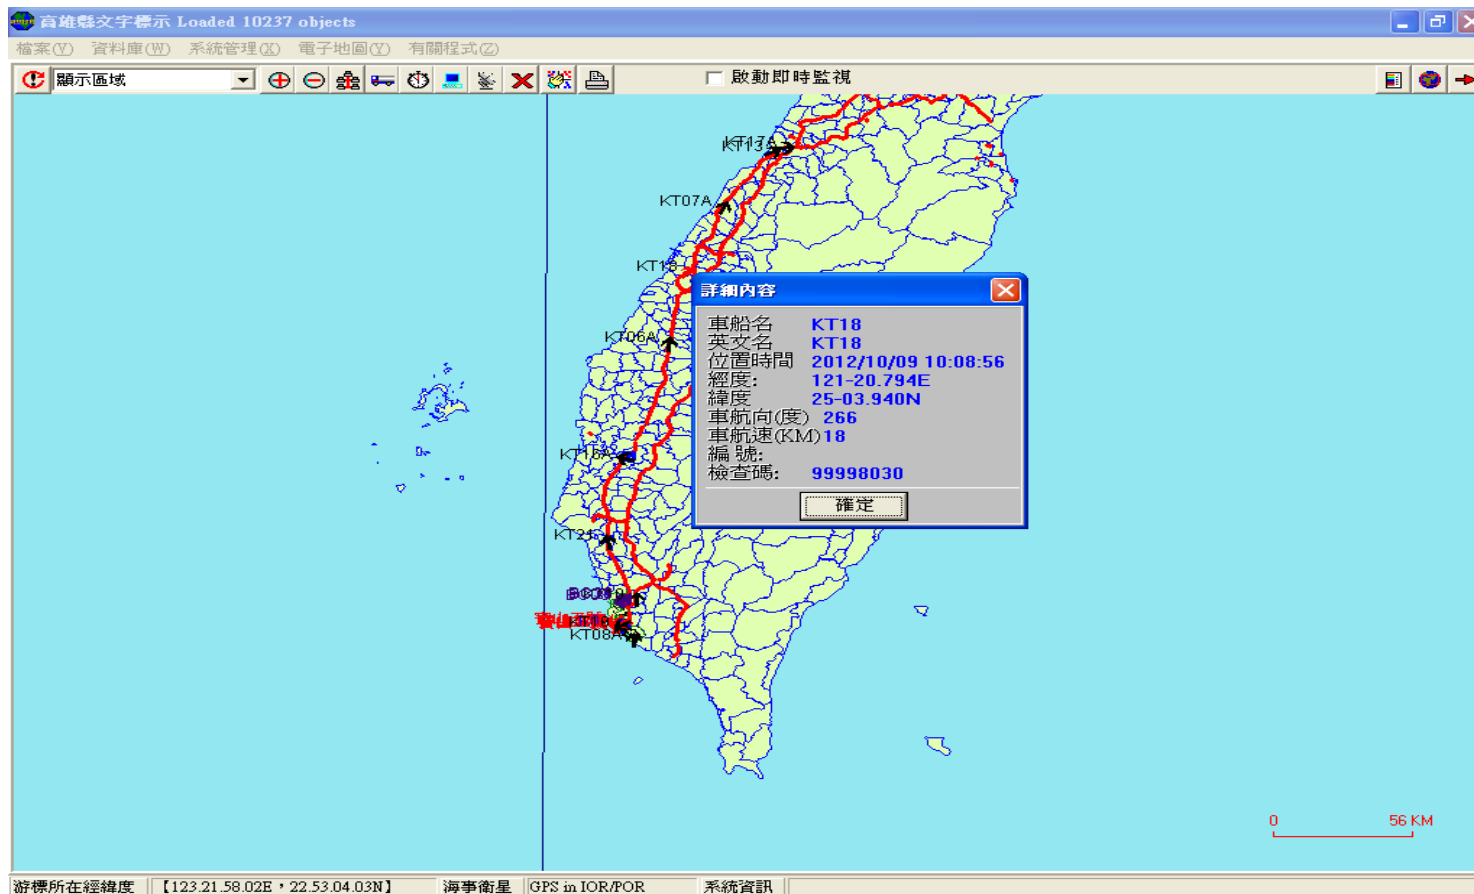 高雄縣文字標示 Loaded 10237 objects
檔案(V) 資料庫(W) 系統管理(X) 電子地圖(Y) 有關程式(Z)
顯示區域 啟動即時監視
KT13
KT07A
KT18
KT06A
KT16A
KT21
KT08A
詳細內容
車船名 KT18
英文名 KT18
位置時間 2012/10/09 10:08:56
經度: 121-20.794E
緯度 25-03.940N
車航向(度) 266
車航速(KM) 18
編 號:
檢查碼: 99998030
確定
0 56 KM
游標所在經緯度 【123.21.58.02E，22.53.04.03N】 海事衛星 GPS in IOR/POR 系統資訊